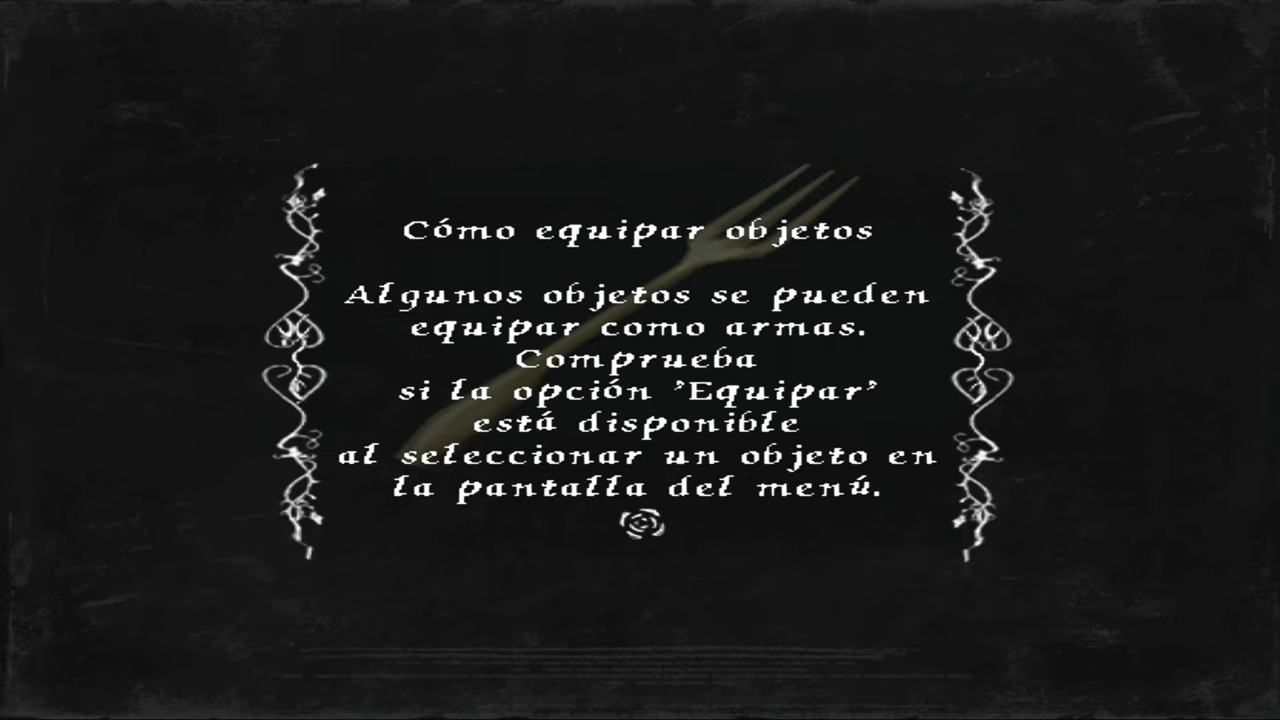 Cómo equipar objetos
Algunos objetos se pueden
equipar como armas.
Comprueba
si la opción 'Equipar'
está disponible
al seleccionar un objeto en
la pantalla del menú.